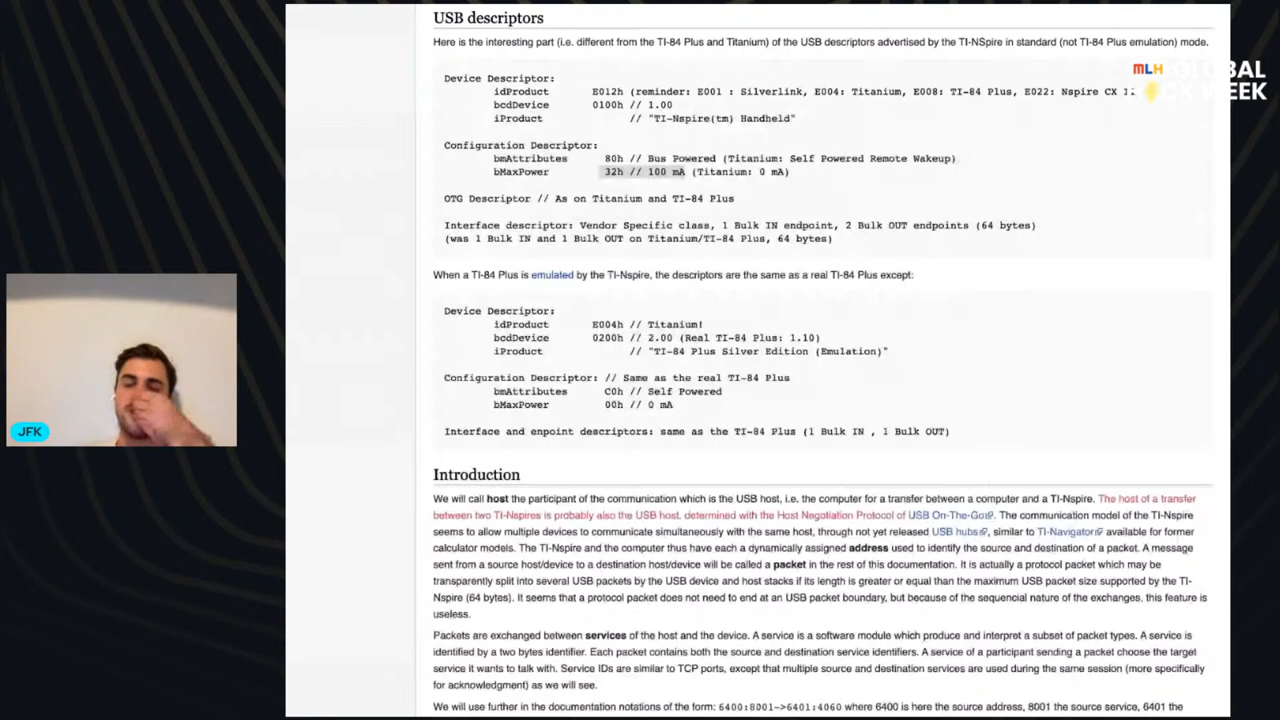 USB descriptors
Here is the interesting part (i.e. different from the TI-84 Plus and Titanium) of the USB descriptors advertised by the TI-NSpire in standard (not TI-84 Plus emulation) mode.
MLH GLOBAL
WEEK
Device Descriptor:
idProduct E012h (reminder: E001 : Silverlink, E004: Titanium, E008: TI-84 Plus, E022: Nspire CX
bcdDevice 0100h // 1.00
iProduct // "TI-Nspire(tm) Handheld"
Configuration Descriptor:
bmAttributes 80h // Bus Powered (Titanium: Self Powered Remote Wakeup)
bMaxPower 32h // 100 mA (Titanium: 0 mA)
OTG Descriptor // As on Titanium and TI-84 Plus
Interface descriptor: Vendor Specific class, 1 Bulk IN endpoint, 2 Bulk OUT endpoints (64 bytes)
(was 1 Bulk IN and 1 Bulk OUT on Titanium/TI-84 Plus, 64 bytes)
When a TI-84 Plus is emulated by the TI-Nspire, the descriptors are the same as a real TI-84 Plus except:
Device Descriptor:
idProduct E004h // Titanium!
bcdDevice 0200h // 2.00 (Real TI-84 Plus: 1.10)
iProduct // "TI-84 Plus Silver Edition (Emulation)"
Configuration Descriptor: // Same as the real TI-84 Plus
bmAttributes C0h // Self Powered
bMaxPower 00h // 0 mA
Interface and enpoint descriptors: same as the TI-84 Plus (1 Bulk IN , 1 Bulk OUT)
JFK
Introduction
We will call host the participant of the communication which is the USB host, i.e. the computer for a transfer between a computer and a TI-Nspire. The host of a transfer
between two TI-Nspires is probably also the USB host, determined with the Host Negotiation Protocol of USB On-The-Go. The communication model of the TI-Nspire
seems to allow multiple devices to communicate simultaneously with the same host, through not yet released USB hubs, similar to TI-Navigator available for former
calculator models. The TI-Nspire and the computer thus have each a dynamically assigned address used to identify the source and destination of a packet. A message
sent from a source host/device to a destination host/device will be called a packet in the rest of this documentation. It is actually a protocol packet which may be
transparently split into several USB packets by the USB device and host stacks if its length is greater or equal than the maximum USB packet size supported by the TI-
Nspire (64 bytes). It seems that a protocol packet does not need to end at an USB packet boundary, but because of the sequencial nature of the exchanges, this feature is
useless.
Packets are exchanged between services of the host and the device. A service is a software module which produce and interpret a subset of packet types. A service is
identified by a two bytes identifier. Each packet contains both the source and destination service identifiers. A service of a participant sending a packet choose the target
service it wants to talk with. Service IDs are similar to TCP ports, except that multiple source and destination services are used during the same session (more specifically
for acknowledgment) as we will see.
We will use further in the documentation notations of the form: 6400:8001->6401:4060 where 6400 is here the source address, 8001 the source service, 6401 the